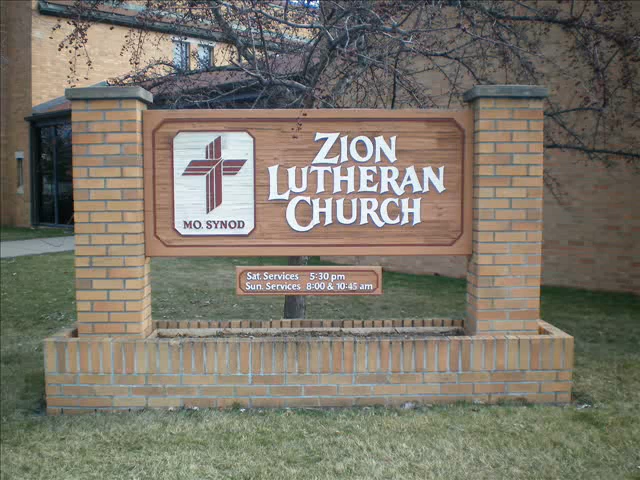 ZION
LUTHERAN
CHURCH
MO. SYNOD
Sat. Services 5:30 pm
Sun. Services 8:00 & 10:45 am